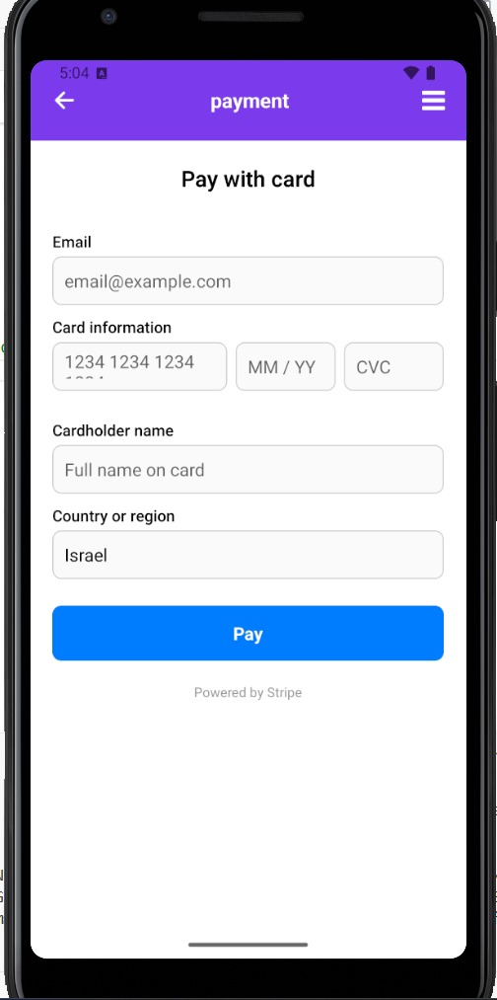 5:04 A
payment
Pay with card
Email
email@example.com
Card information
1234 1234 1234
MM / YY
CVC
Cardholder name
Full name on card
Country or region
Israel
Pay
Powered by Stripe